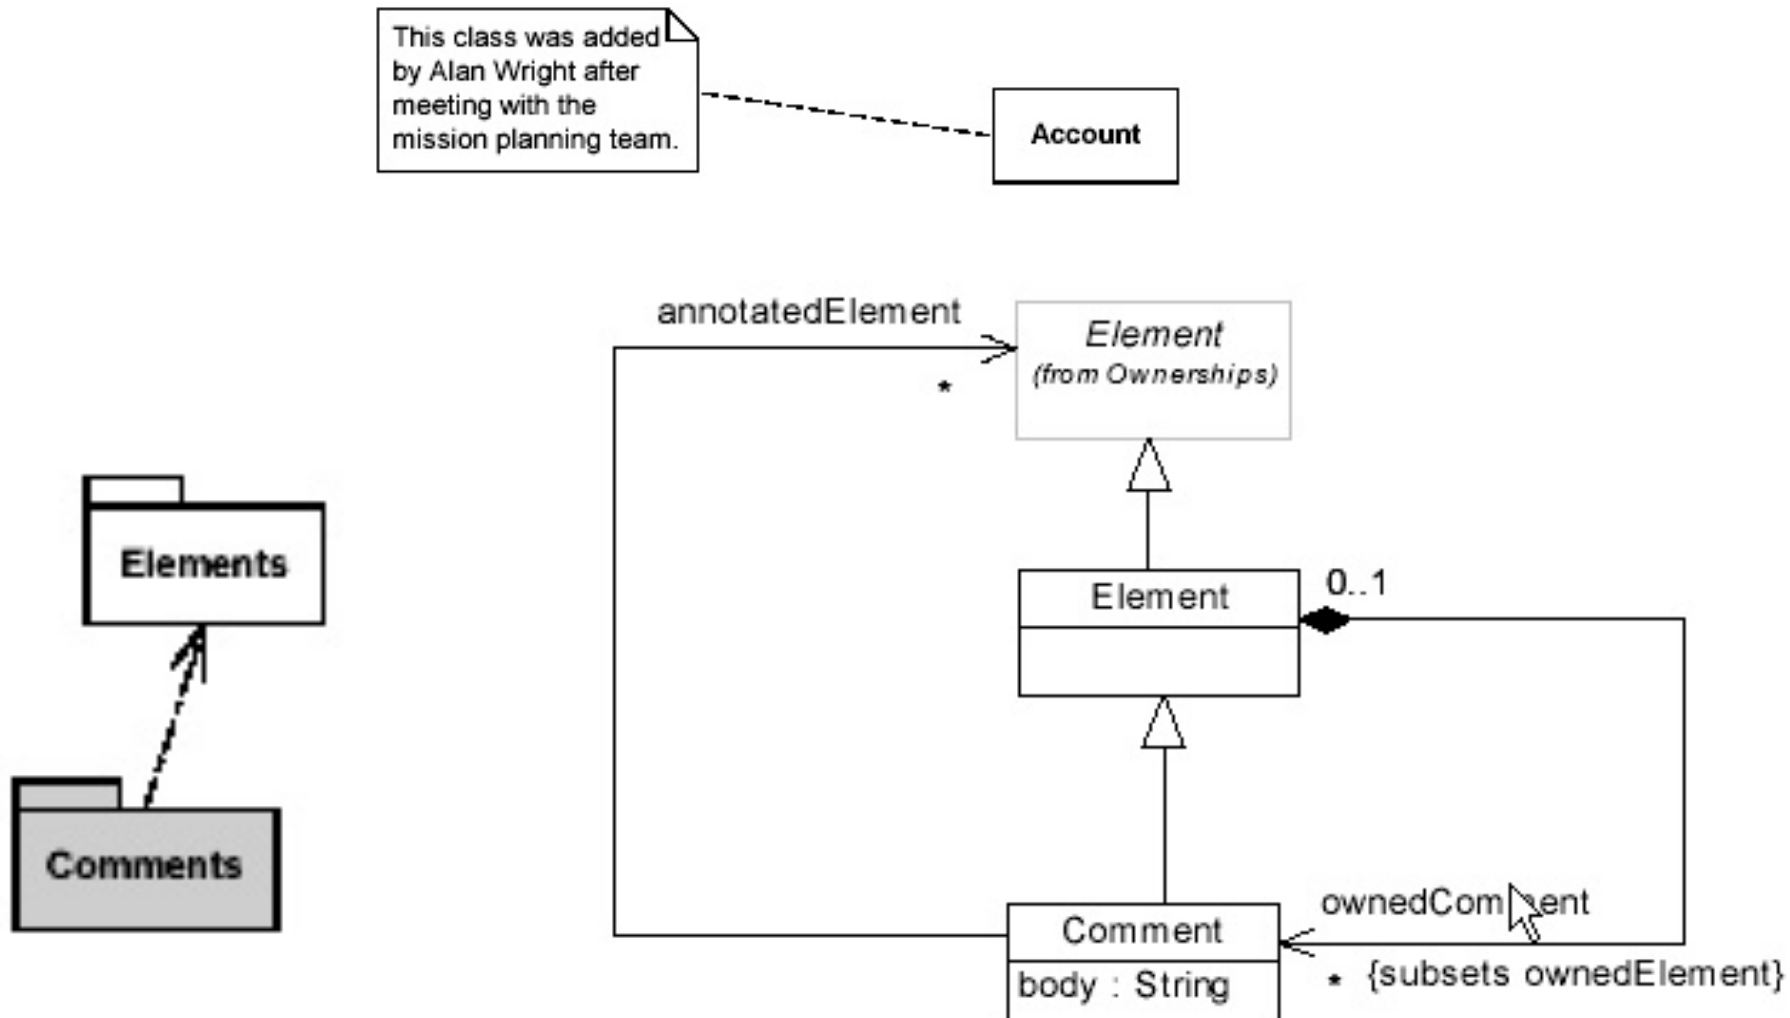 This class was added
by Alan Wright after
meeting with the
mission planning team.
Account
annotatedElement
*
Element
(from Ownerships)
Elements
Element
0..1
Comments
Comment
body : String
ownedComment
* {subsets ownedElement}